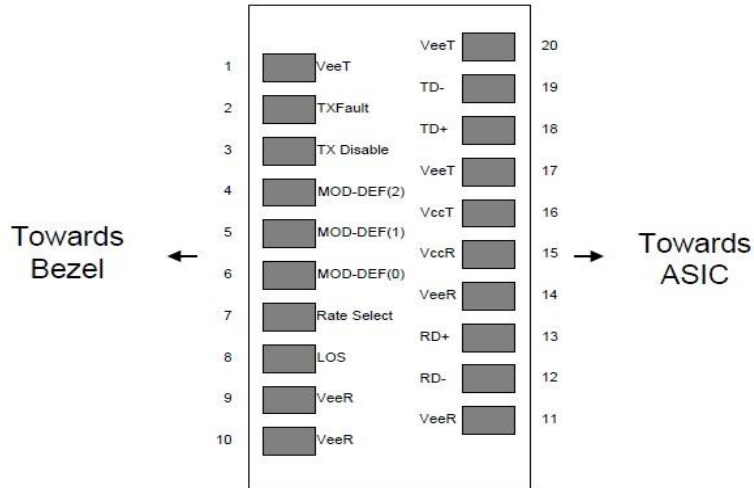 1 VeeT
2 TXFault
3 TX Disable
4 MOD-DEF(2)
5 MOD-DEF(1)
6 MOD-DEF(0)
7 Rate Select
8 LOS
9 VeeR
10 VeeR
VeeT 20
TD- 19
TD+ 18
VeeT 17
VccT 16
VccR 15
VeeR 14
RD+ 13
RD- 12
VeeR 11
Towards
Bezel
Towards
ASIC